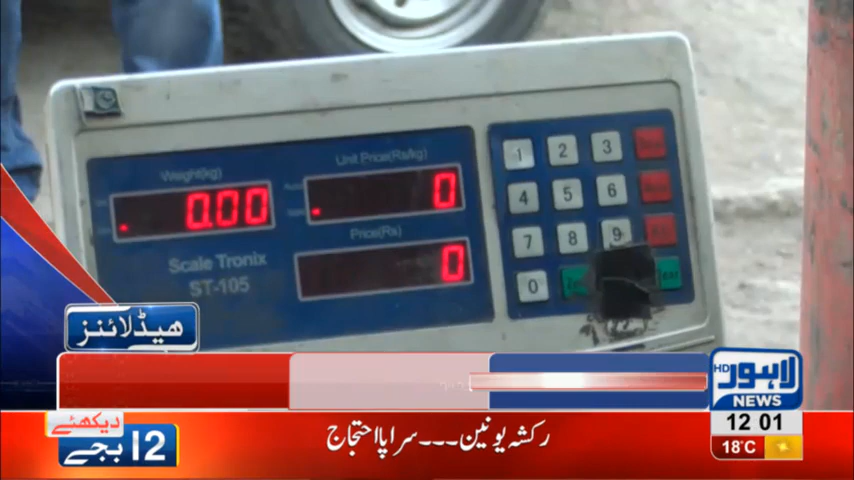 Weight(kg)
Unit Price(Rs/kg)
0.00
0
Price(Rs)
0
Scale Tronix
ST-105
1 2 3
4 5 6
7 8 9
0
ہیڈلائنز
HD لاہور
NEWS
12 01
18°C
دیکھئے
12 بجے
رکشہ یونین۔۔۔سراپا احتجاج